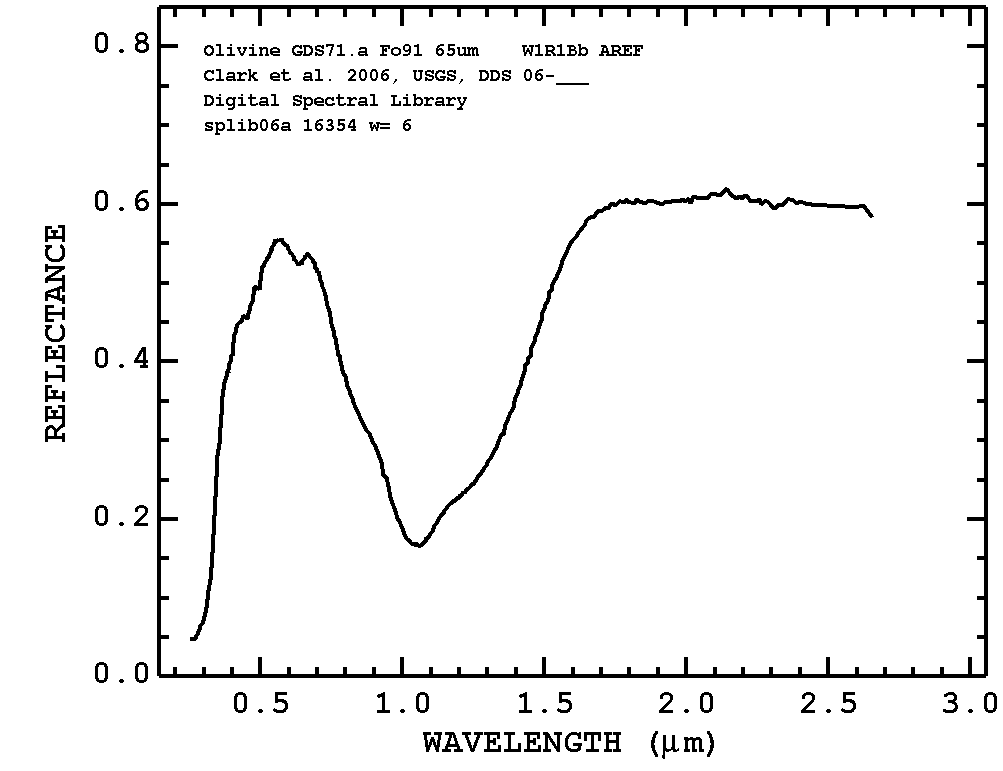 Olivine GDS71.a Fo91 65um W1R1Bb AREF
Clark et al. 2006, USGS, DDS 06-___
Digital Spectral Library
splib06a 16354 w= 6
REFLECTANCE
0.8
0.6
0.4
0.2
0.0
0.5 1.0 1.5 2.0 2.5 3.0
WAVELENGTH (μm)